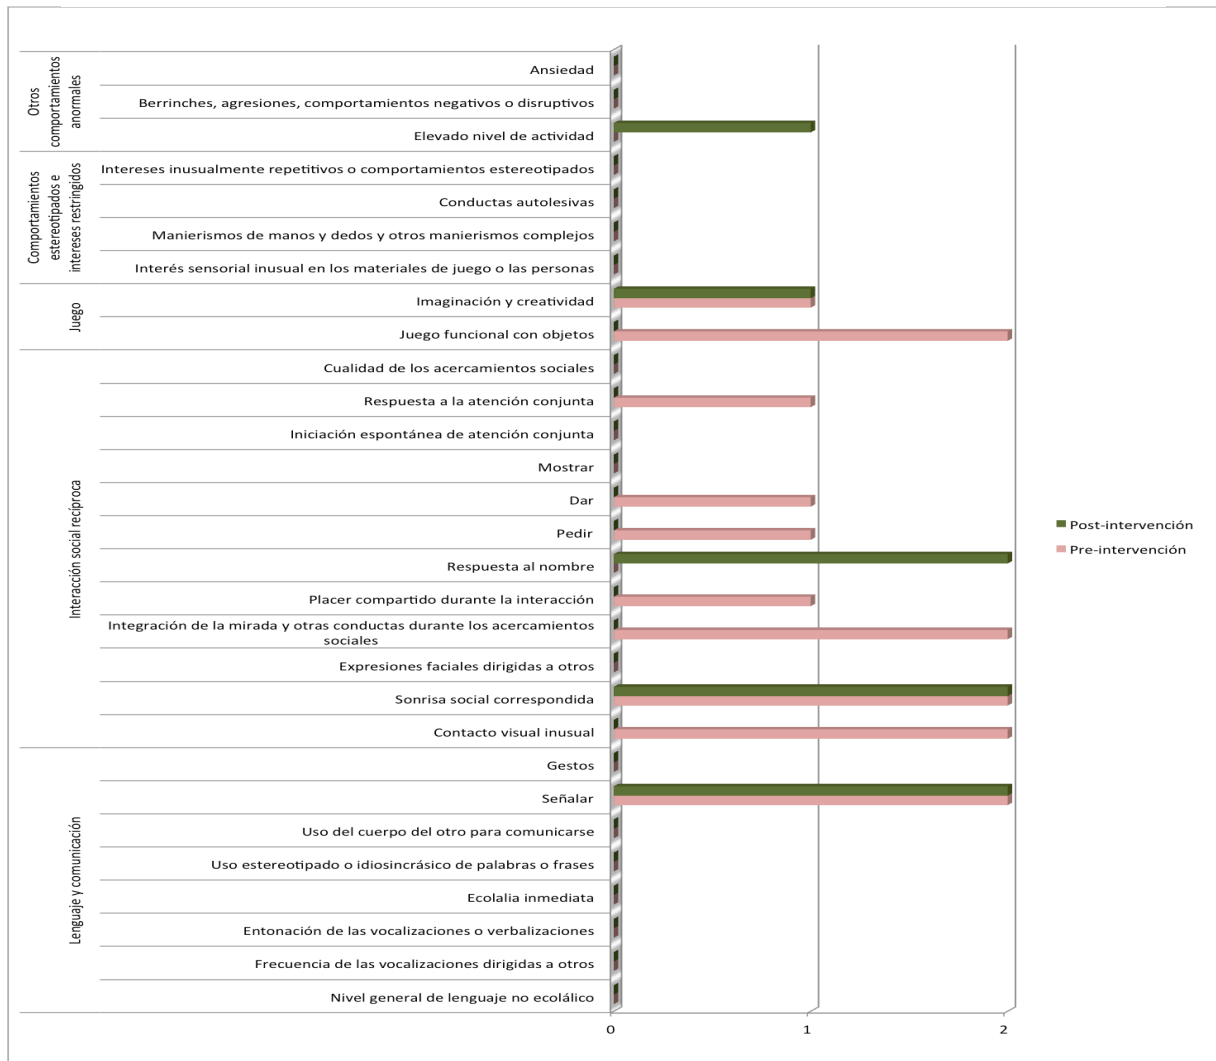 Otros
comportamientos
anormales
Ansiedad
Berrinches, agresiones, comportamientos negativos o disruptivos
Elevado nivel de actividad
Comportamientos
estereotipados e
intereses restringidos
Intereses inusualmente repetitivos o comportamientos estereotipados
Conductas autolesivas
Manierismos de manos y dedos y otros manierismos complejos
Interés sensorial inusual en los materiales de juego o las personas
Juego
Imaginación y creatividad
Juego funcional con objetos
Interacción social recíproca
Cualidad de los acercamientos sociales
Respuesta a la atención conjunta
Iniciación espontánea de atención conjunta
Mostrar
Dar
Pedir
Respuesta al nombre
Placer compartido durante la interacción
Integración de la mirada y otras conductas durante los acercamientos
sociales
Expresiones faciales dirigidas a otros
Sonrisa social correspondida
Contacto visual inusual
Lenguaje y comunicación
Gestos
Señalar
Uso del cuerpo del otro para comunicarse
Uso estereotipado o idiosincrásico de palabras o frases
Ecolalia inmediata
Entonación de las vocalizaciones o verbalizaciones
Frecuencia de las vocalizaciones dirigidas a otros
Nivel general de lenguaje no ecolálico
0 1 2
Post-intervención
Pre-intervención